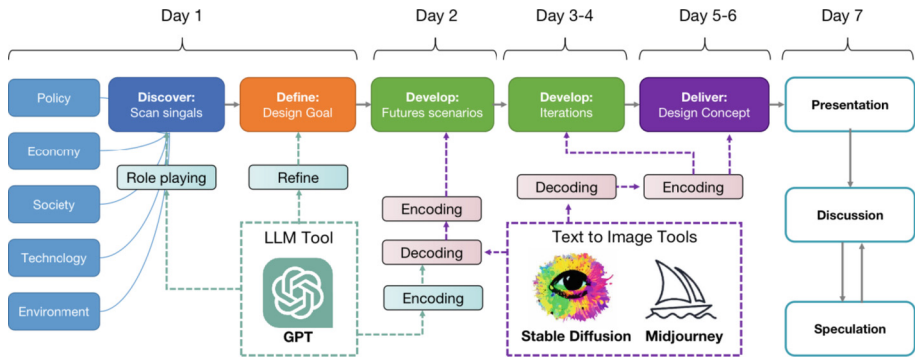 Day 1
Day 2
Day 3-4
Day 5-6
Day 7
Policy
Economy
Society
Technology
Environment
Discover:
Scan singals
Define:
Design Goal
Develop:
Futures scenarios
Develop:
Iterations
Deliver:
Design Concept
Presentation
Role playing
Refine
Decoding
Encoding
Encoding
Decoding
Encoding
LLM Tool
GPT
Text to Image Tools
Stable Diffusion
Midjourney
Discussion
Speculation